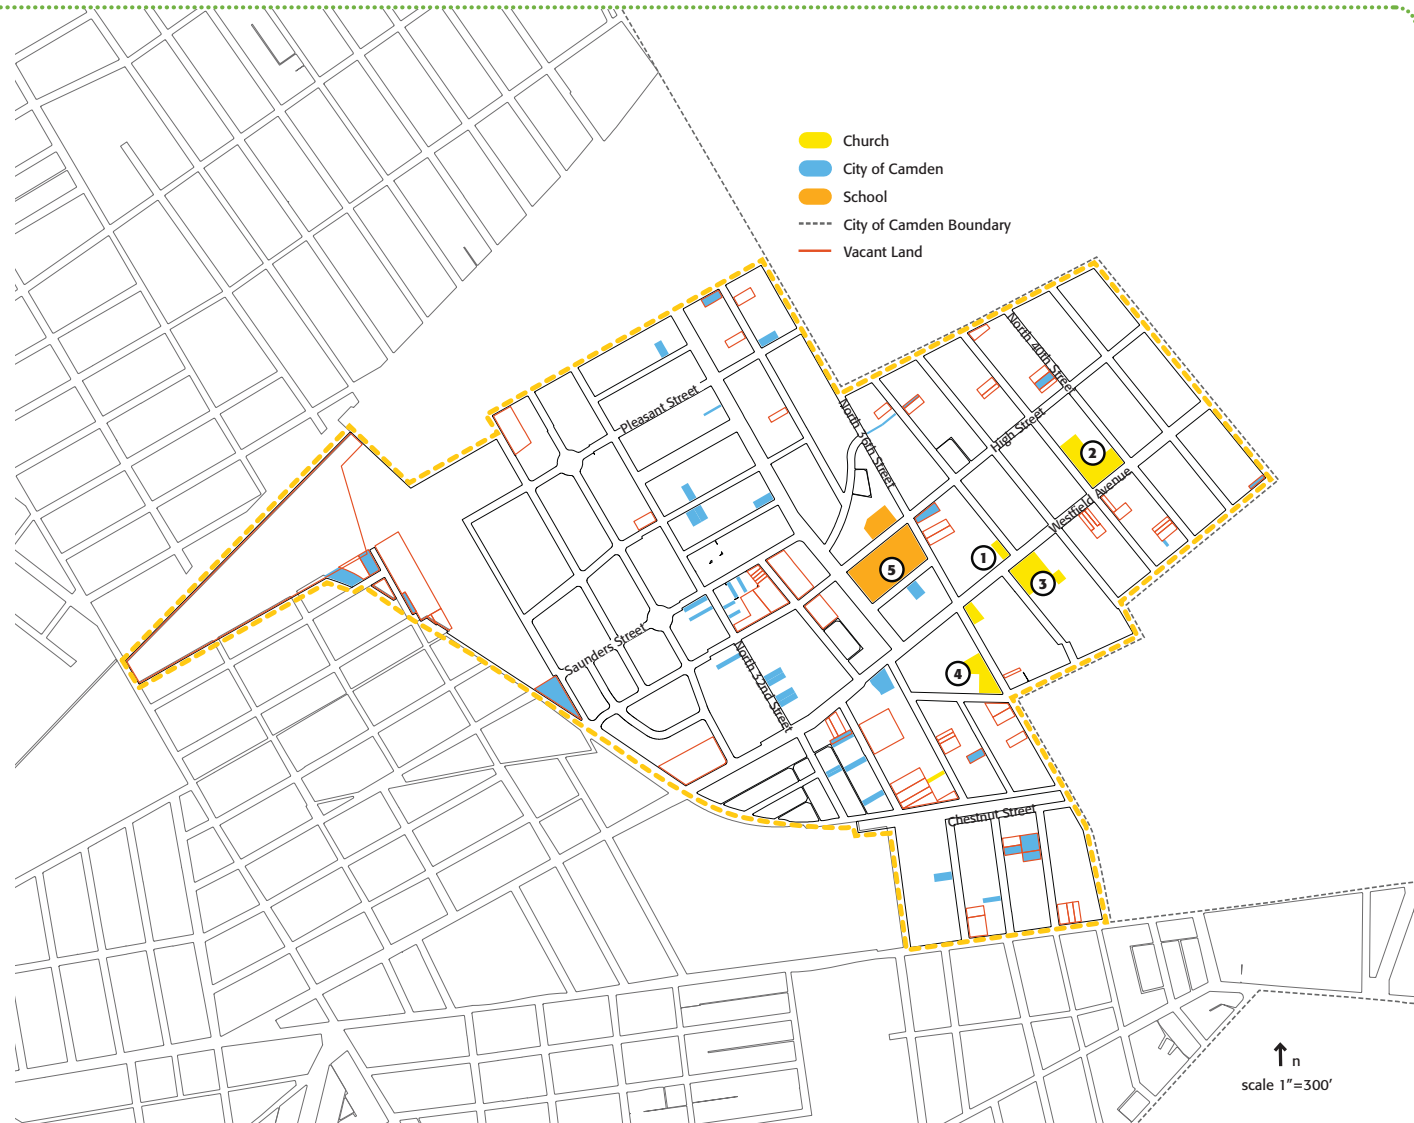 Church
City of Camden
School
City of Camden Boundary
Vacant Land
North 40th Street
Pleasant Street
North 36th Street
High Street
2
Westfield Avenue
1
5
3
Saunders Street
North 32nd Street
4
Chestnut Street
n
scale 1"=300'